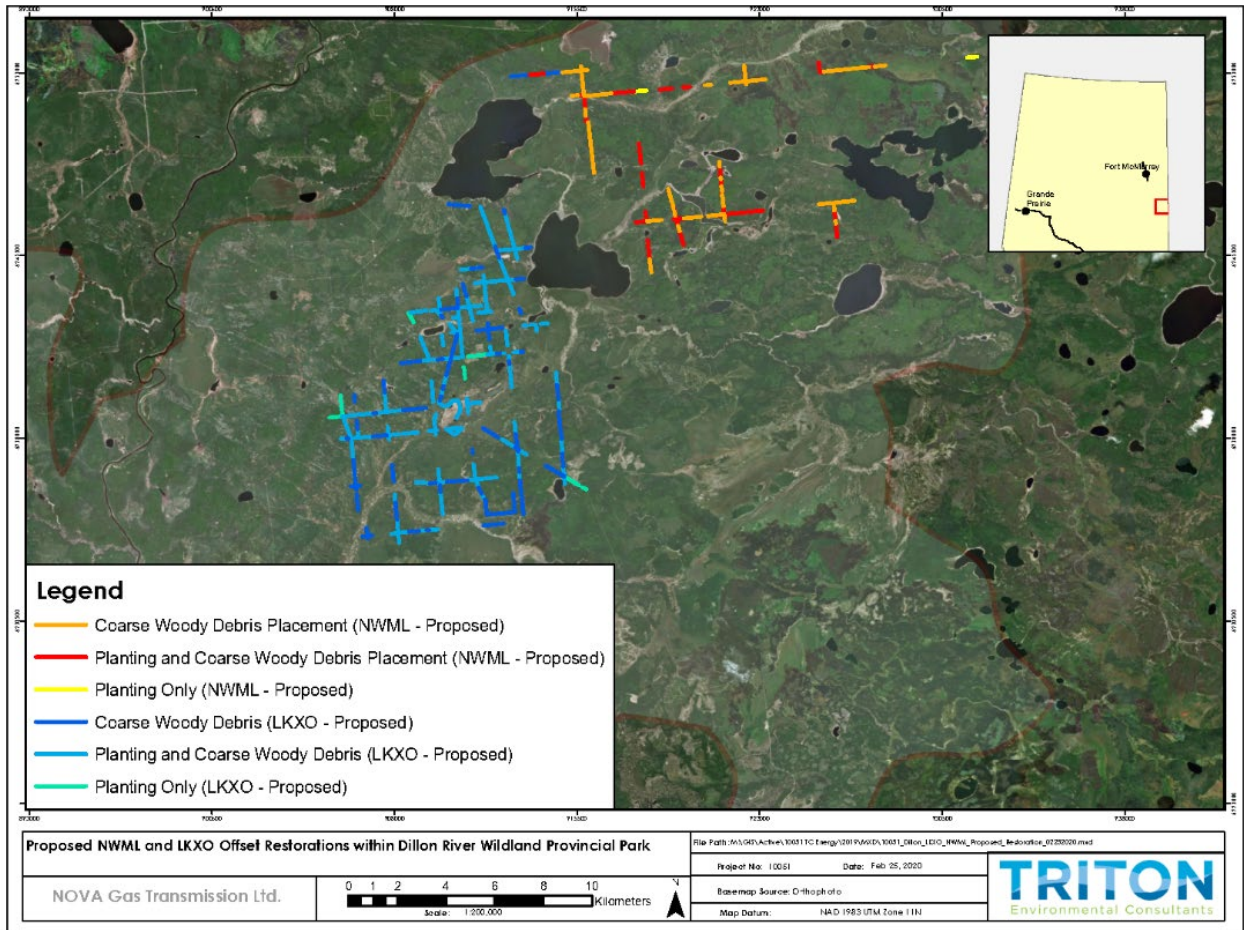 Fort McMurray
Grande
Prairie
Legend
Coarse Woody Debris Placement (NWML - Proposed)
Planting and Coarse Woody Debris Placement (NWML - Proposed)
Planting Only (NWML - Proposed)
Coarse Woody Debris (LKXO - Proposed)
Planting and Coarse Woody Debris (LKXO - Proposed)
Planting Only (LKXO - Proposed)
Proposed NWML and LKXO Offset Restorations within Dillon River Wildland Provincial Park
NOVA Gas Transmission Ltd.
0 1 2 4 6 8 10
Kilometers
Scale: 1:200,000
N
Project No: 10051 Date: Feb 25, 2020
Basemap Source: Orthophoto
Map Datum: NAD 1983 UTM Zone 11N
TRITON
Environmental Consultants